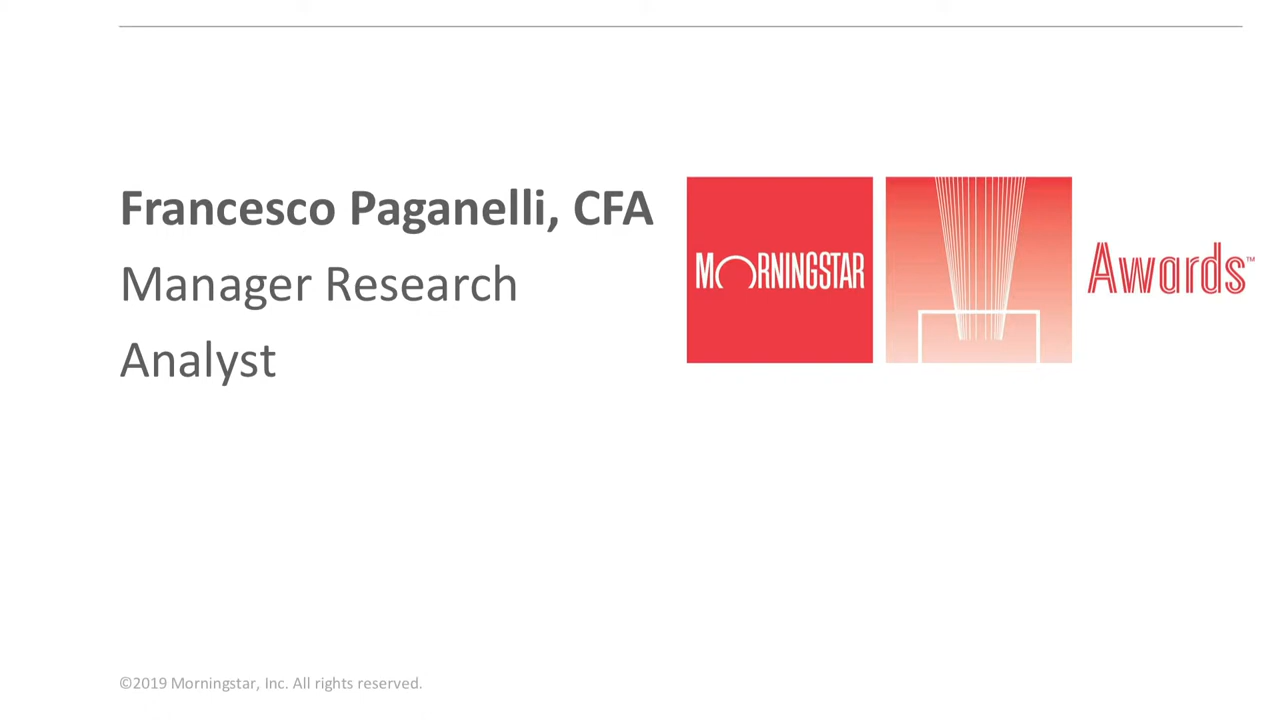 Francesco Paganelli, CFA
Manager Research
Analyst
MORNINGSTAR
Awards™
©2019 Morningstar, Inc. All rights reserved.